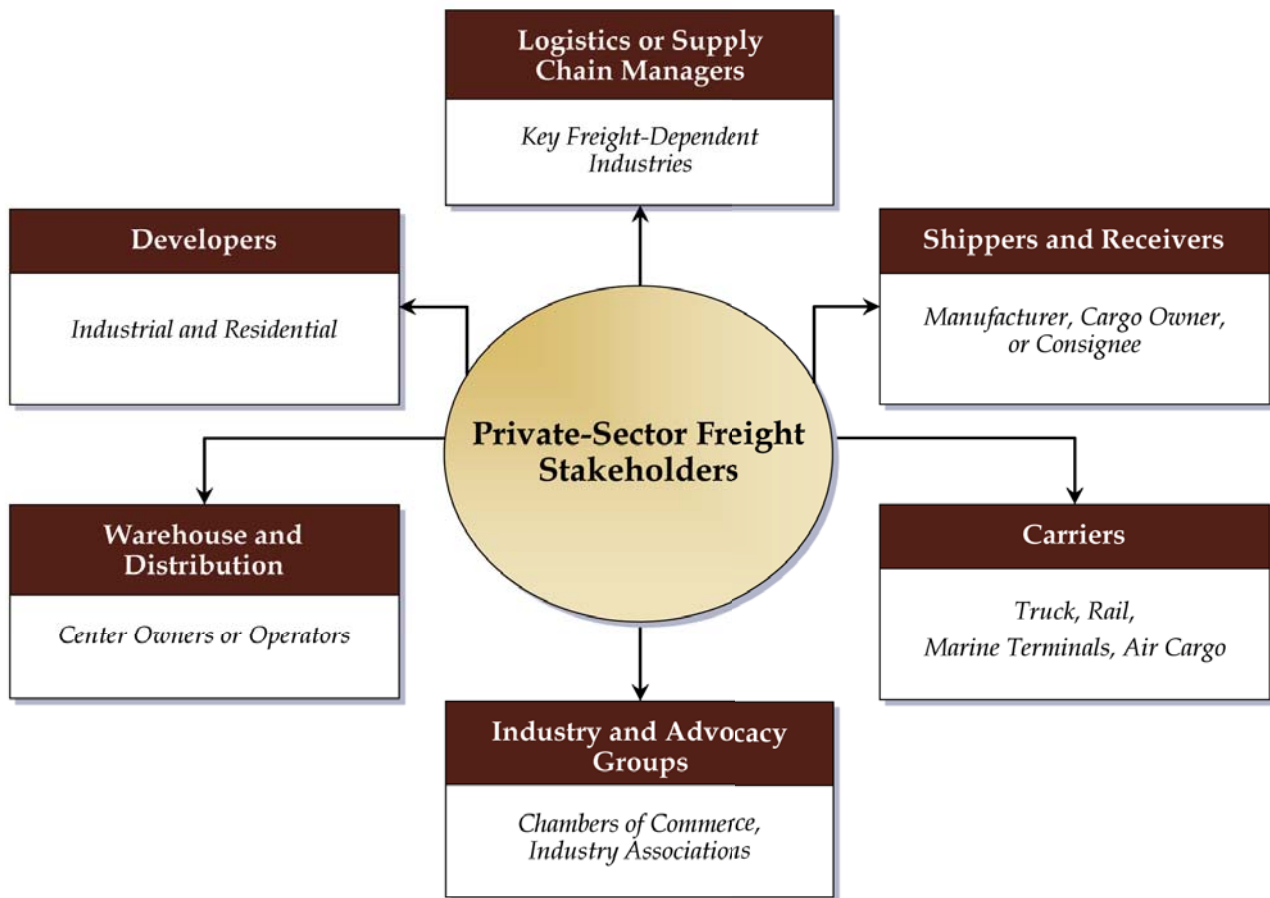 Logistics or Supply
Chain Managers
Key Freight-Dependent
Industries
Developers
Industrial and Residential
Shippers and Receivers
Manufacturer, Cargo Owner,
or Consignee
Private-Sector Freight
Stakeholders
Warehouse and
Distribution
Center Owners or Operators
Carriers
Truck, Rail,
Marine Terminals, Air Cargo
Industry and Advocacy
Groups
Chambers of Commerce,
Industry Associations